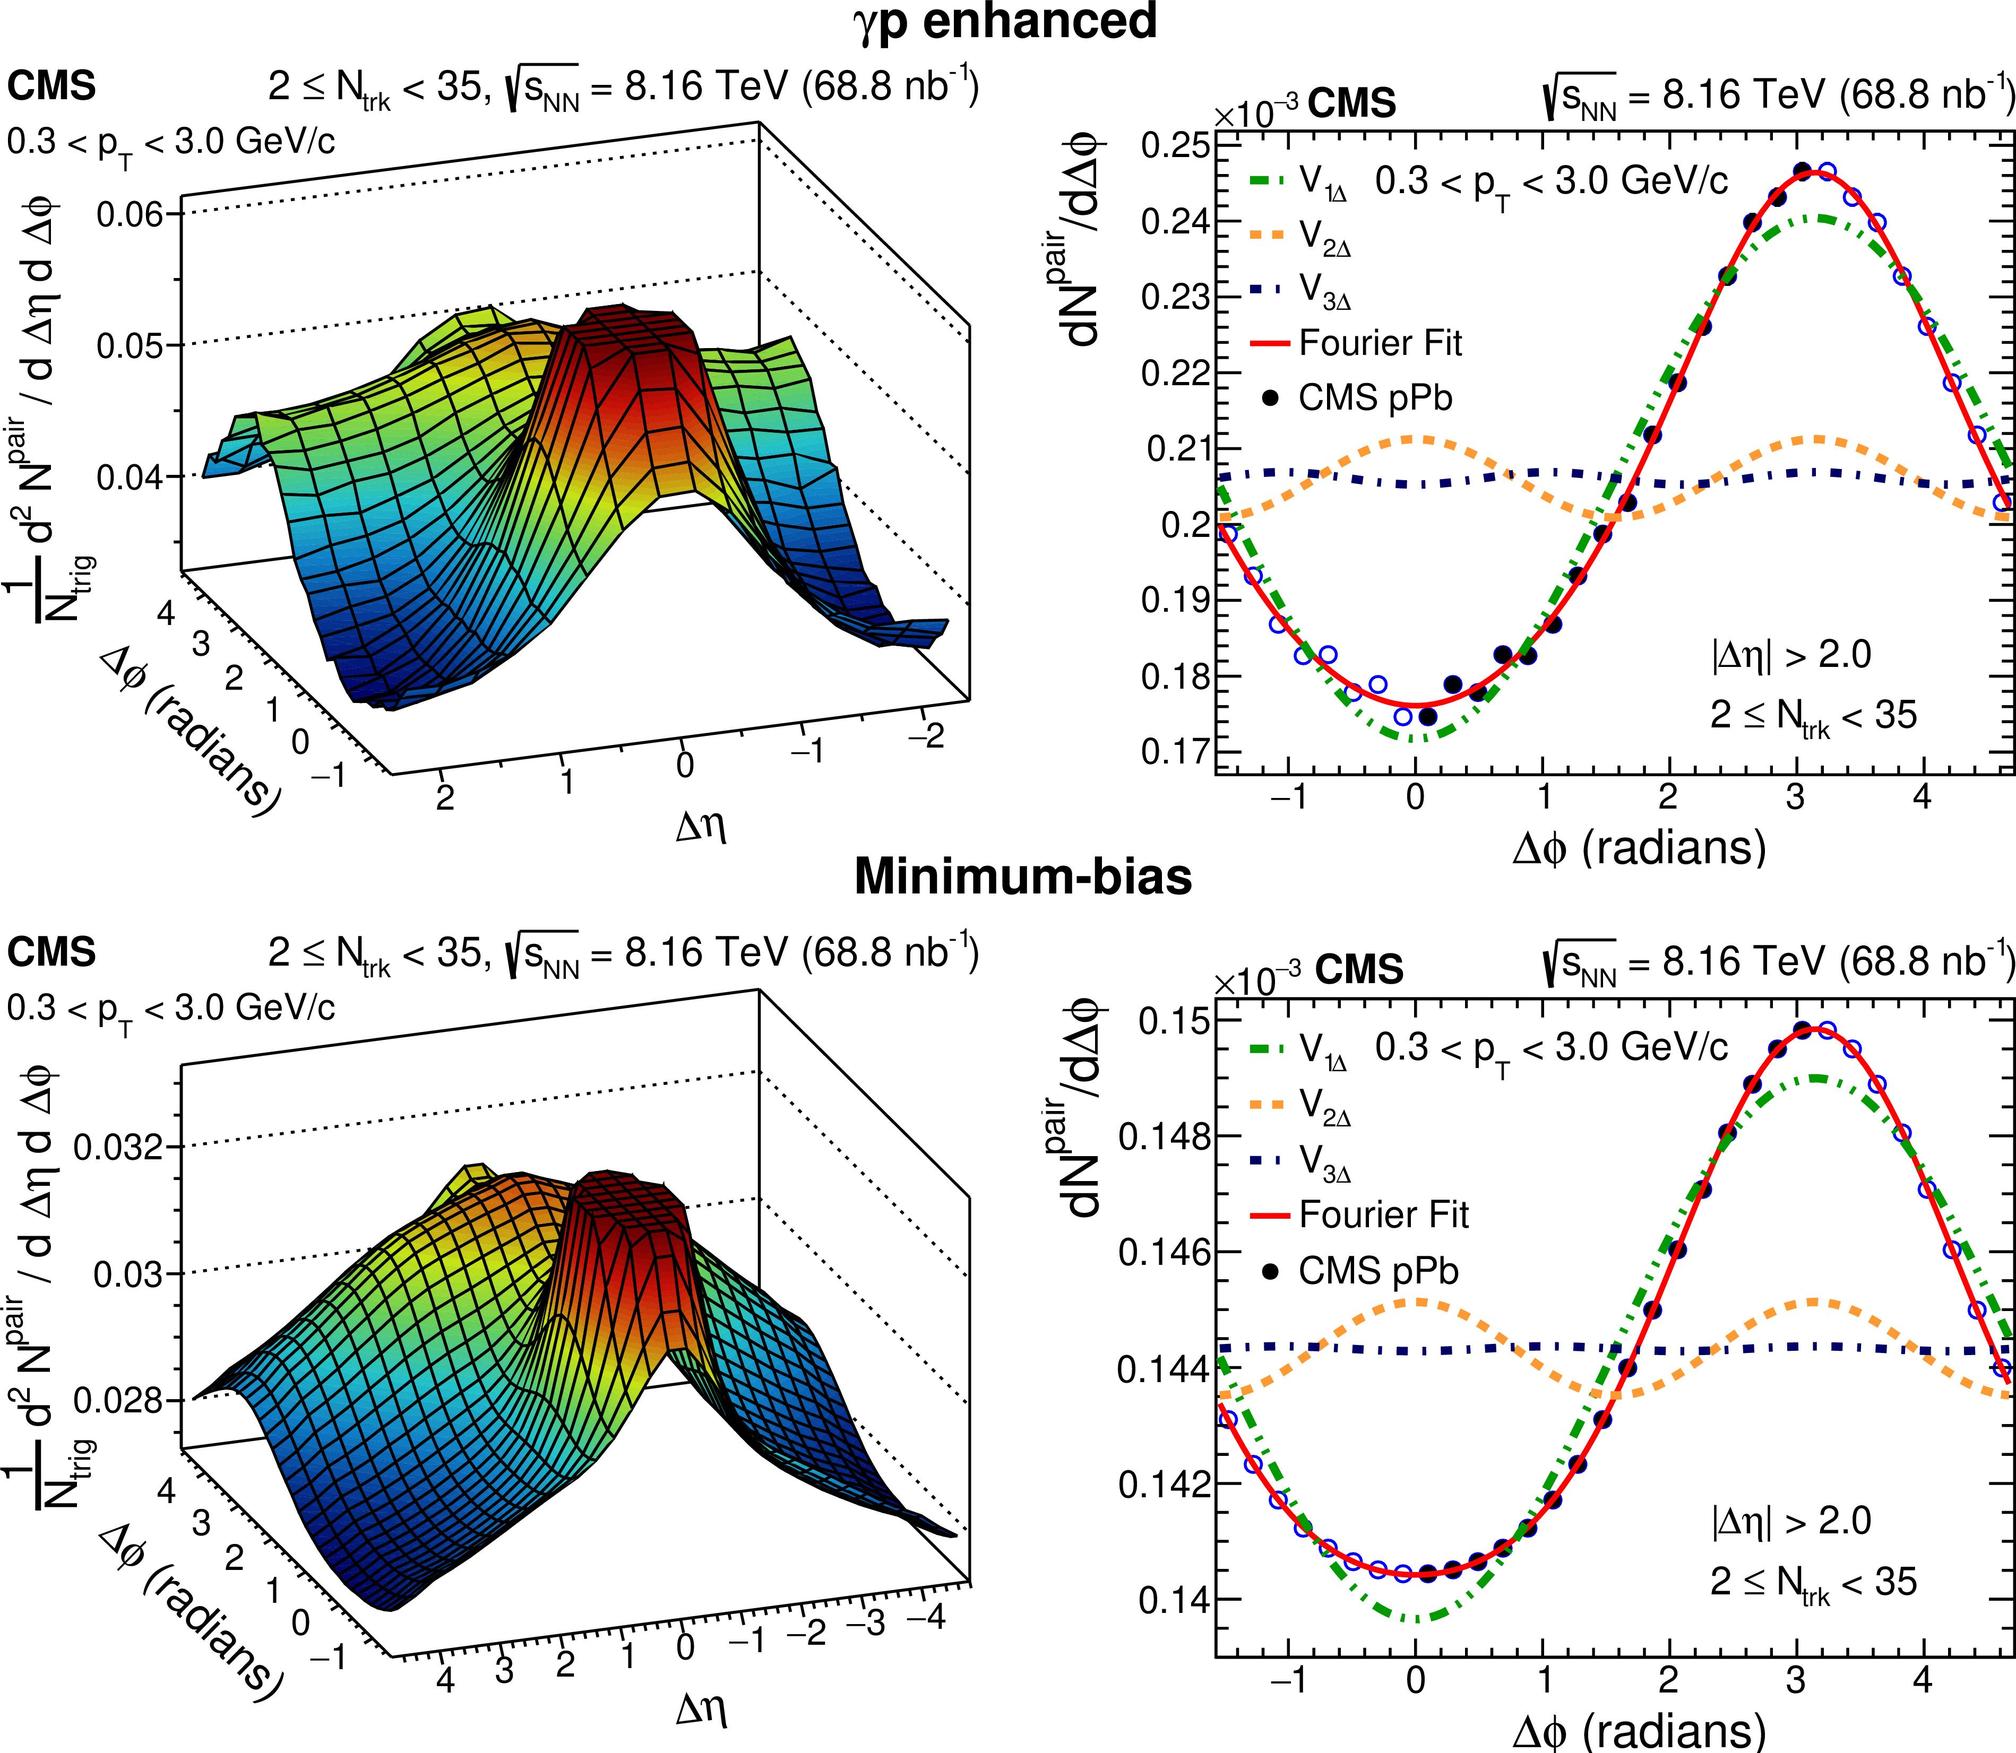 γp enhanced
CMS 2 ≤ N_trk < 35, √s_NN = 8.16 TeV (68.8 nb⁻¹)
0.3 < p_T < 3.0 GeV/c
0.06
0.05
0.04
1/N_trig d² N^pair / d Δη d Δϕ
4
3
2
1
0
−1
Δϕ (radians)
2 1 0 −1 −2
Δη
×10⁻³ CMS √s_NN = 8.16 TeV (68.8 nb⁻¹)
dN^pair/dΔϕ
0.25
0.24
0.23
0.22
0.21
0.2
0.19
0.18
0.17
V_1Δ 0.3 < p_T < 3.0 GeV/c
V_2Δ
V_3Δ
Fourier Fit
CMS pPb
|Δη| > 2.0
2 ≤ N_trk < 35
−1 0 1 2 3 4
Δϕ (radians)
Minimum-bias
CMS 2 ≤ N_trk < 35, √s_NN = 8.16 TeV (68.8 nb⁻¹)
0.3 < p_T < 3.0 GeV/c
0.032
0.03
0.028
1/N_trig d² N^pair / d Δη d Δϕ
4
3
2
1
0
−1
Δϕ (radians)
4 3 2 1 0 −1 −2 −3 −4
Δη
×10⁻³ CMS √s_NN = 8.16 TeV (68.8 nb⁻¹)
dN^pair/dΔϕ
0.15
0.148
0.146
0.144
0.142
0.14
V_1Δ 0.3 < p_T < 3.0 GeV/c
V_2Δ
V_3Δ
Fourier Fit
CMS pPb
|Δη| > 2.0
2 ≤ N_trk < 35
−1 0 1 2 3 4
Δϕ (radians)